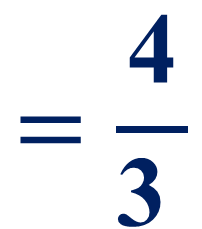 = 4/3